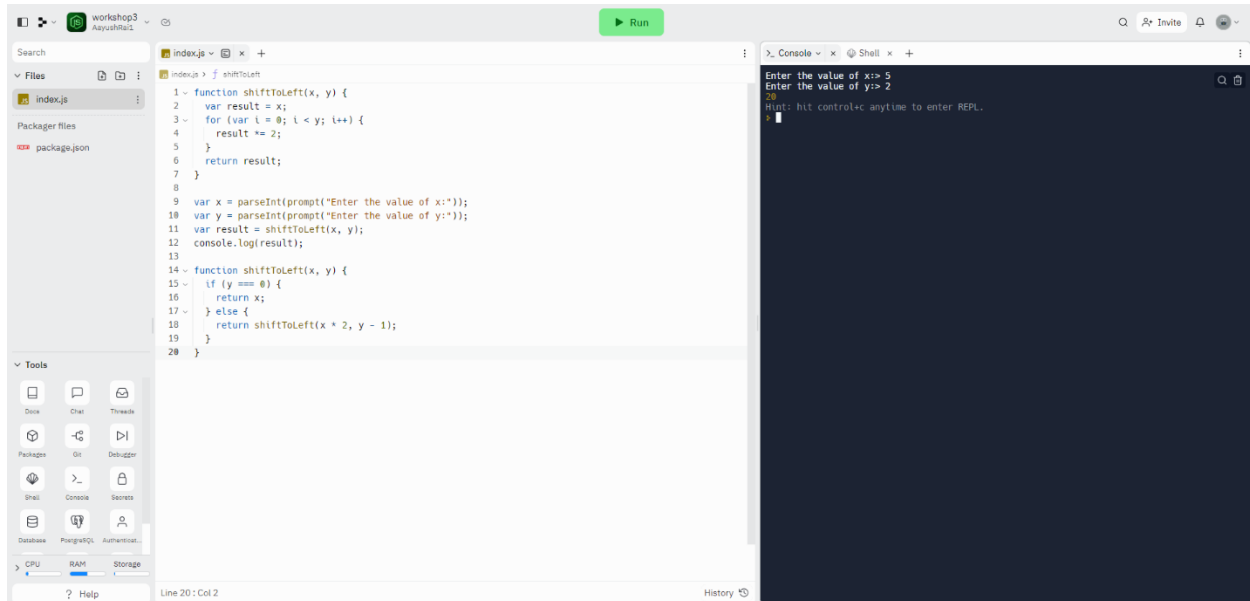 workshop3
AayushRai1
Run
Invite
Search
Files
index.js
Packager files
package.json
Tools
Docs
Chat
Threads
Packages
Git
Debugger
Shell
Console
Secrets
Database
PostgreSQL
Authenticat...
CPU
RAM
Storage
? Help
index.js
index.js > f shiftToLeft
1 function shiftToLeft(x, y) {
2 var result = x;
3 for (var i = 0; i < y; i++) {
4 result *= 2;
5 }
6 return result;
7 }
8
9 var x = parseInt(prompt("Enter the value of x:"));
10 var y = parseInt(prompt("Enter the value of y:"));
11 var result = shiftToLeft(x, y);
12 console.log(result);
13
14 function shiftToLeft(x, y) {
15 if (y === 0) {
16 return x;
17 } else {
18 return shiftToLeft(x * 2, y - 1);
19 }
20 }
Line 20 : Col 2
History
Console
Shell
Enter the value of x:> 5
Enter the value of y:> 2
20
Hint: hit control+c anytime to enter REPL.